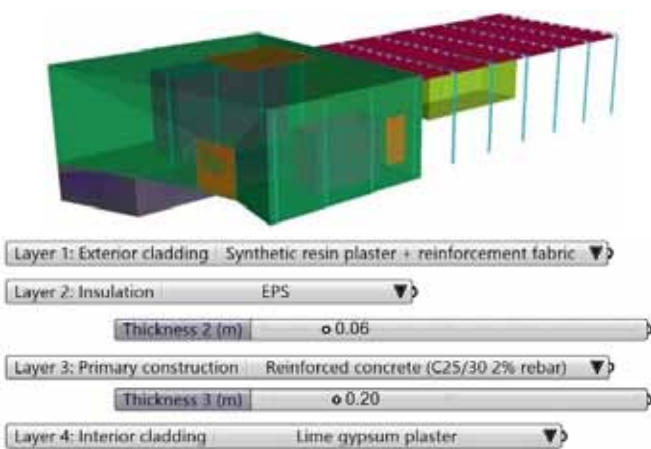 Layer 1: Exterior cladding Synthetic resin plaster + reinforcement fabric
Layer 2: Insulation EPS
Thickness 2 (m) 0.06
Layer 3: Primary construction Reinforced concrete (C25/30 2% rebar)
Thickness 3 (m) 0.20
Layer 4: Interior cladding Lime gypsum plaster